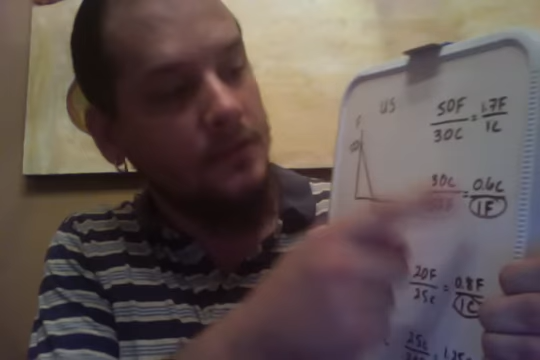 US
50F/30C = 1.7F/1C
30C/ = 0.6C/1F
20F/25C = 0.8F/1C
25C